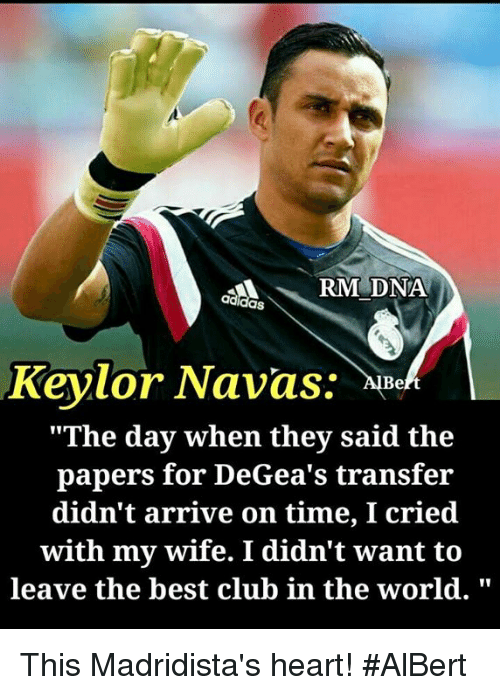 adidas
RM_DNA
Keylor Navas: AlBert
"The day when they said the
papers for DeGea's transfer
didn't arrive on time, I cried
with my wife. I didn't want to
leave the best club in the world. "
This Madridista's heart! #AlBert